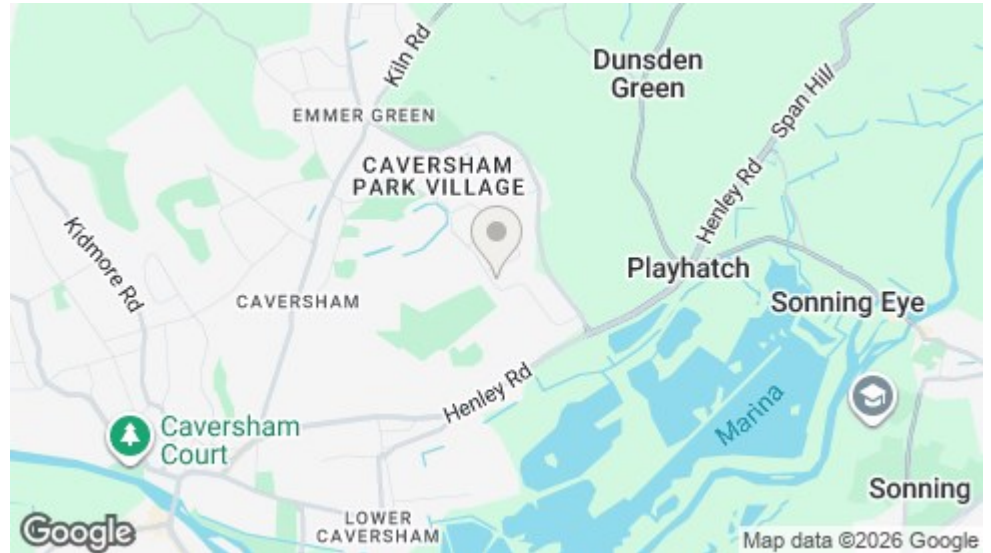 Dunsden
Green
Kiln Rd
Span Hill
EMMER GREEN
CAVERSHAM
PARK VILLAGE
Henley Rd
Kidmore Rd
Playhatch
CAVERSHAM
Sonning Eye
Henley Rd
Marina
Caversham
Court
Sonning
LOWER
CAVERSHAM
Google
Map data ©2026 Google